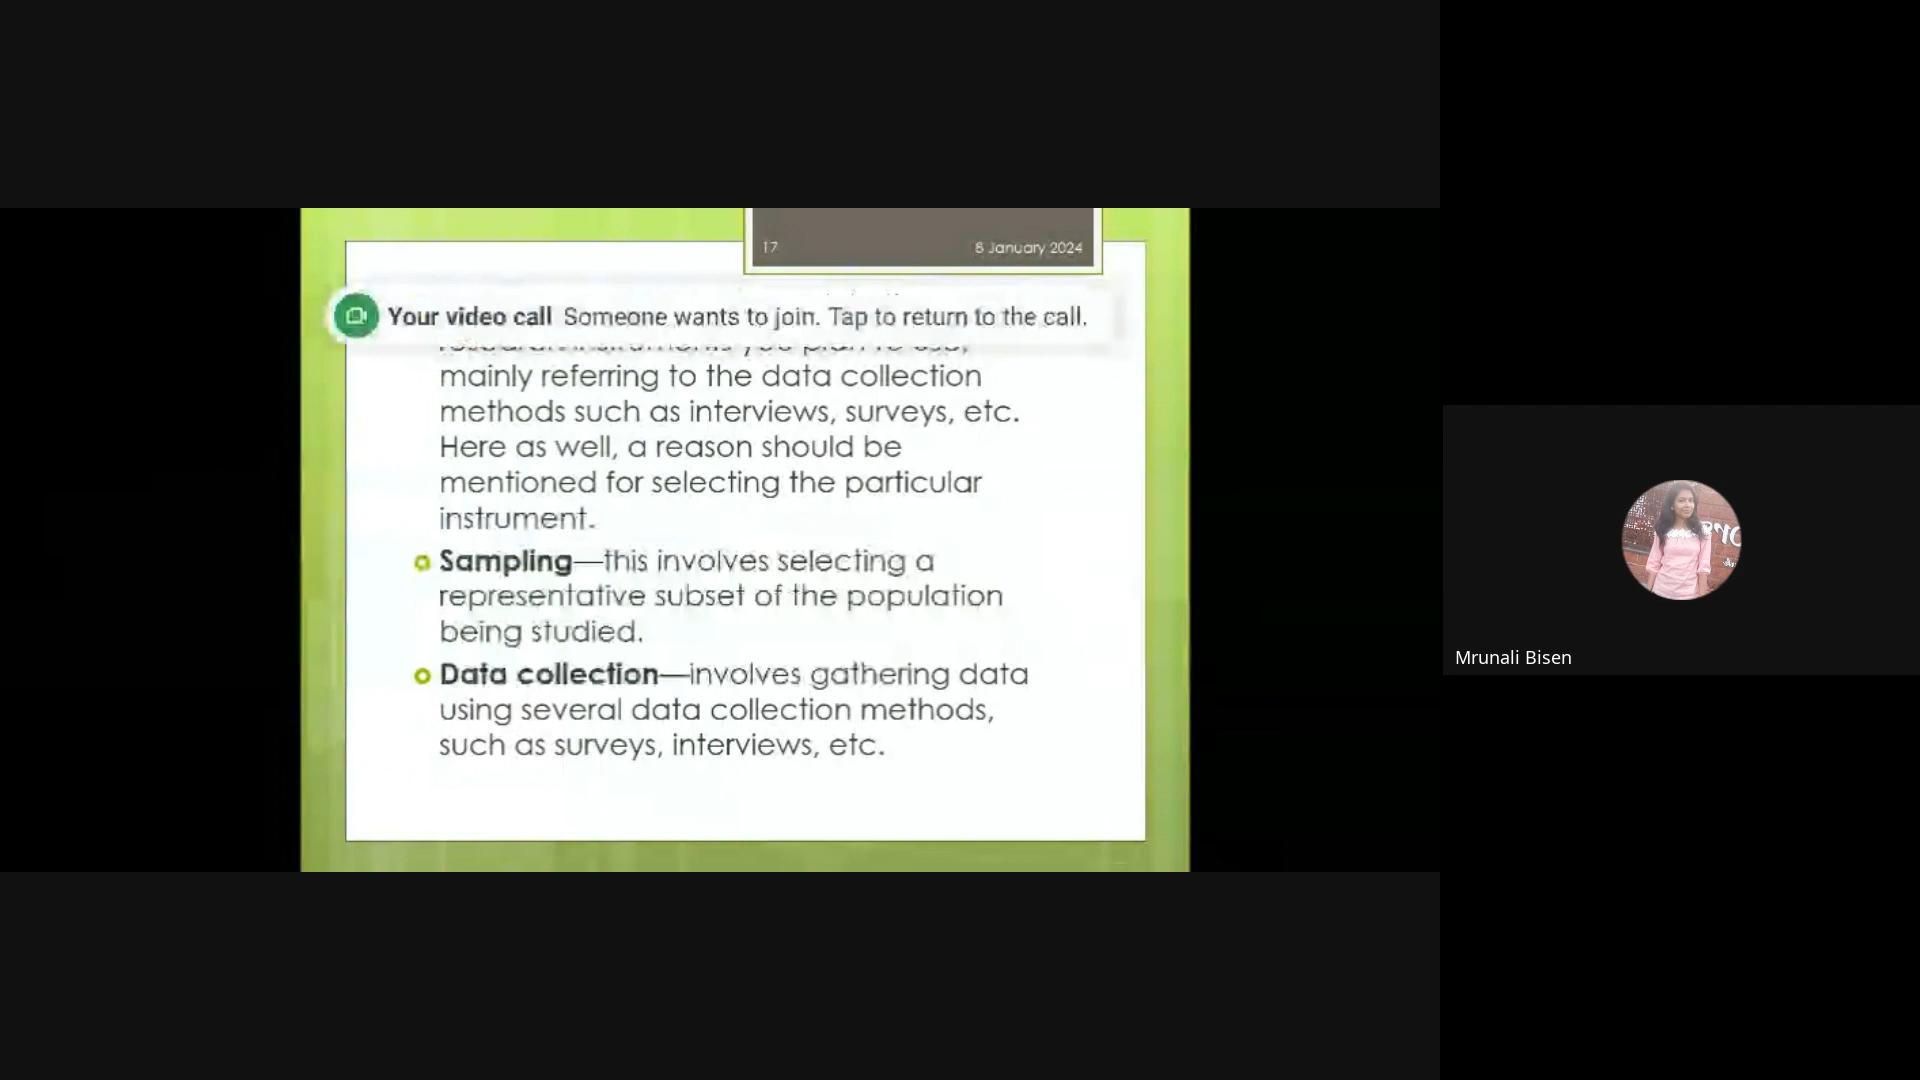 17 8 January 2024
Your video call Someone wants to join. Tap to return to the call.
mainly referring to the data collection
methods such as interviews, surveys, etc.
Here as well, a reason should be
mentioned for selecting the particular
instrument.
Sampling—this involves selecting a
representative subset of the population
being studied.
Data collection—involves gathering data
using several data collection methods,
such as surveys, interviews, etc.
Mrunali Bisen